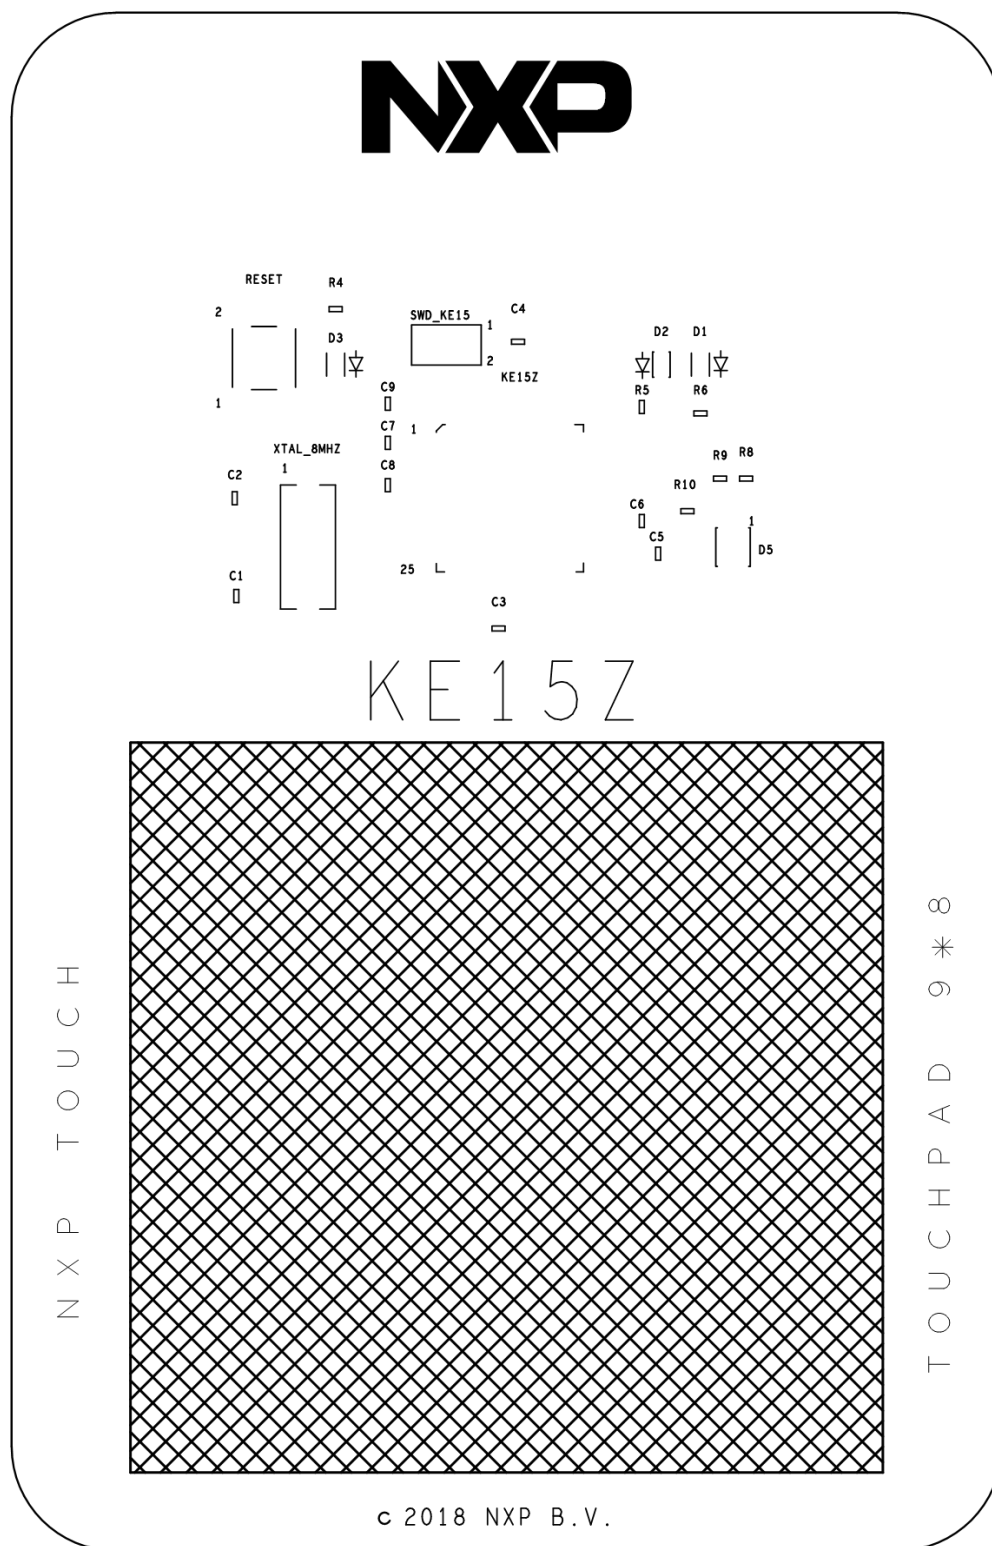 NXP
RESET
R4
2
SWD_KE15
1
C4
D3
D2
D1
2
KE15Z
C9
R5
R6
1
C7
1
XTAL_8MHZ
1
C8
R9
R8
C2
R10
C6
1
C5
D5
25
C1
C3
KE15Z
NXP TOUCH
TOUCHPAD 9*8
c 2018 NXP B.V.